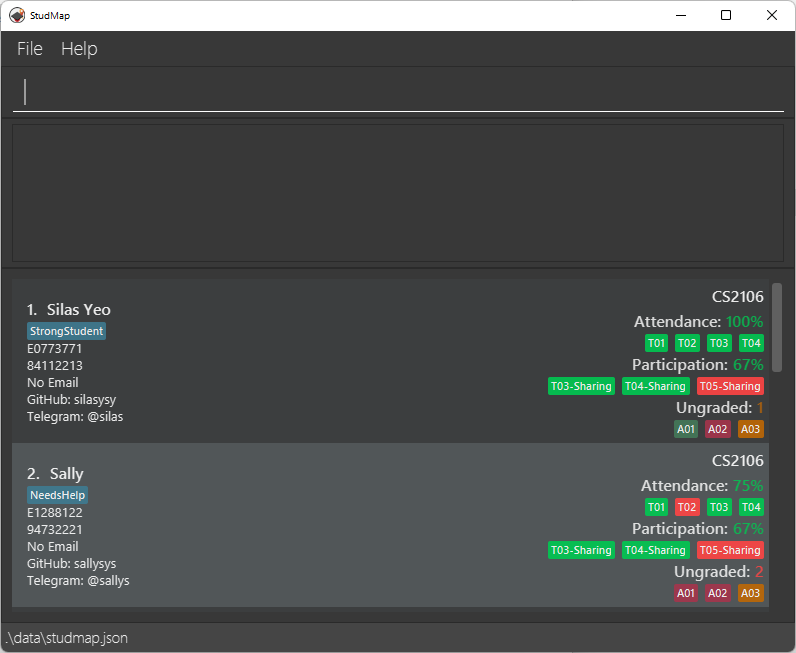 StudMap
File Help
1. Silas Yeo
StrongStudent
E0773771
84112213
No Email
GitHub: silasysy
Telegram: @silas
CS2106
Attendance: 100%
T01 T02 T03 T04
Participation: 67%
T03-Sharing T04-Sharing T05-Sharing
Ungraded: 1
A01 A02 A03
2. Sally
NeedsHelp
E1288122
94732221
No Email
GitHub: sallysys
Telegram: @sallys
CS2106
Attendance: 75%
T01 T02 T03 T04
Participation: 67%
T03-Sharing T04-Sharing T05-Sharing
Ungraded: 2
A01 A02 A03
.\data\studmap.json